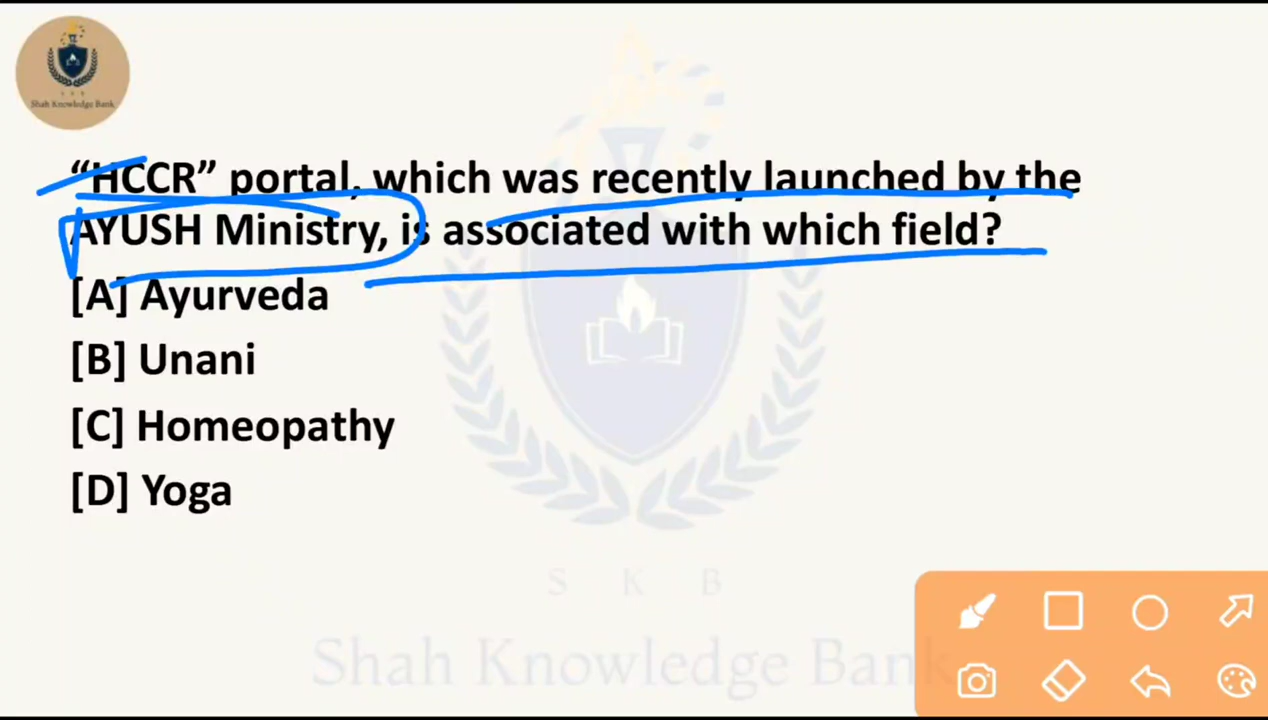 S K B
Shah Knowledge Bank
“HCCR” portal, which was recently launched by the
AYUSH Ministry, is associated with which field?
[A] Ayurveda
[B] Unani
[C] Homeopathy
[D] Yoga
S K B
Shah Knowledge Bank